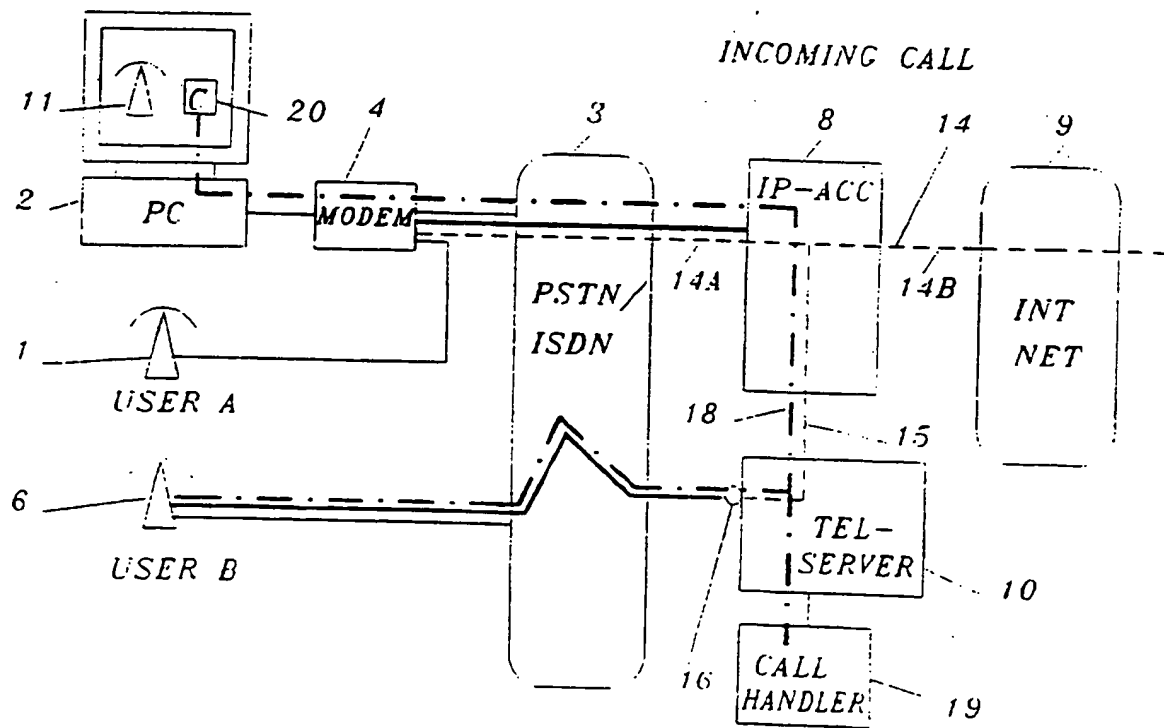 INCOMING CALL
11
C
20
4
3
8
14
9
2
PC
MODEM
IP-ACC
14A
14B
PSTN
ISDN
INT
NET
1
USER A
18
15
6
USER B
TEL-
SERVER
10
16
CALL
HANDLER
19